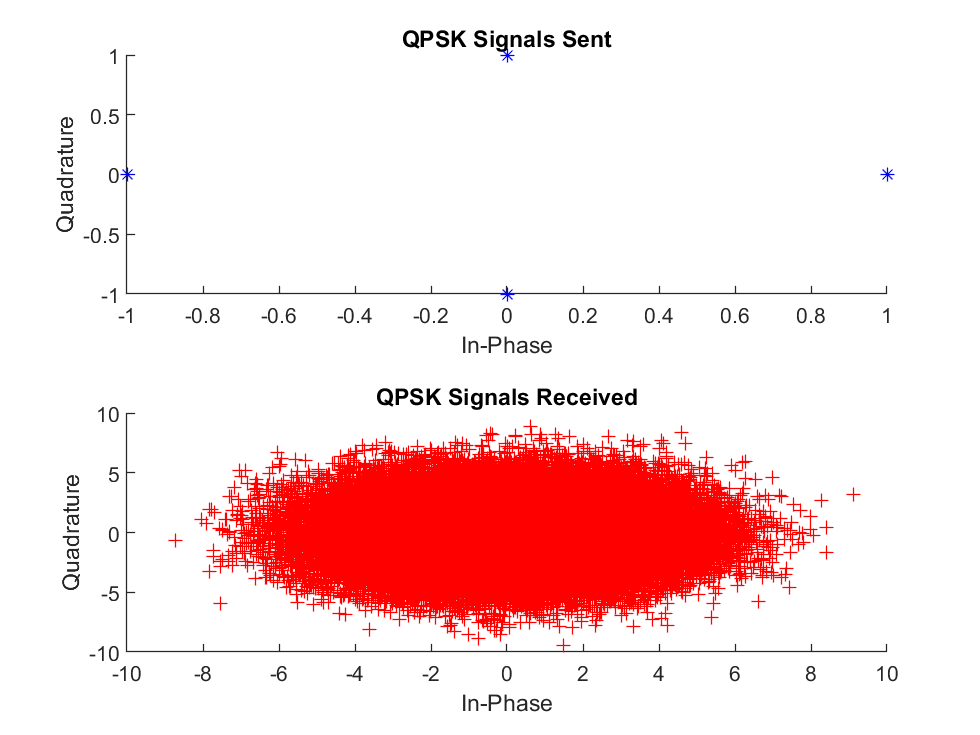 QPSK Signals Sent
1
0.5
0
-0.5
-1
Quadrature
-1 -0.8 -0.6 -0.4 -0.2 0 0.2 0.4 0.6 0.8 1
In-Phase
QPSK Signals Received
10
5
0
-5
-10
Quadrature
-10 -8 -6 -4 -2 0 2 4 6 8 10
In-Phase